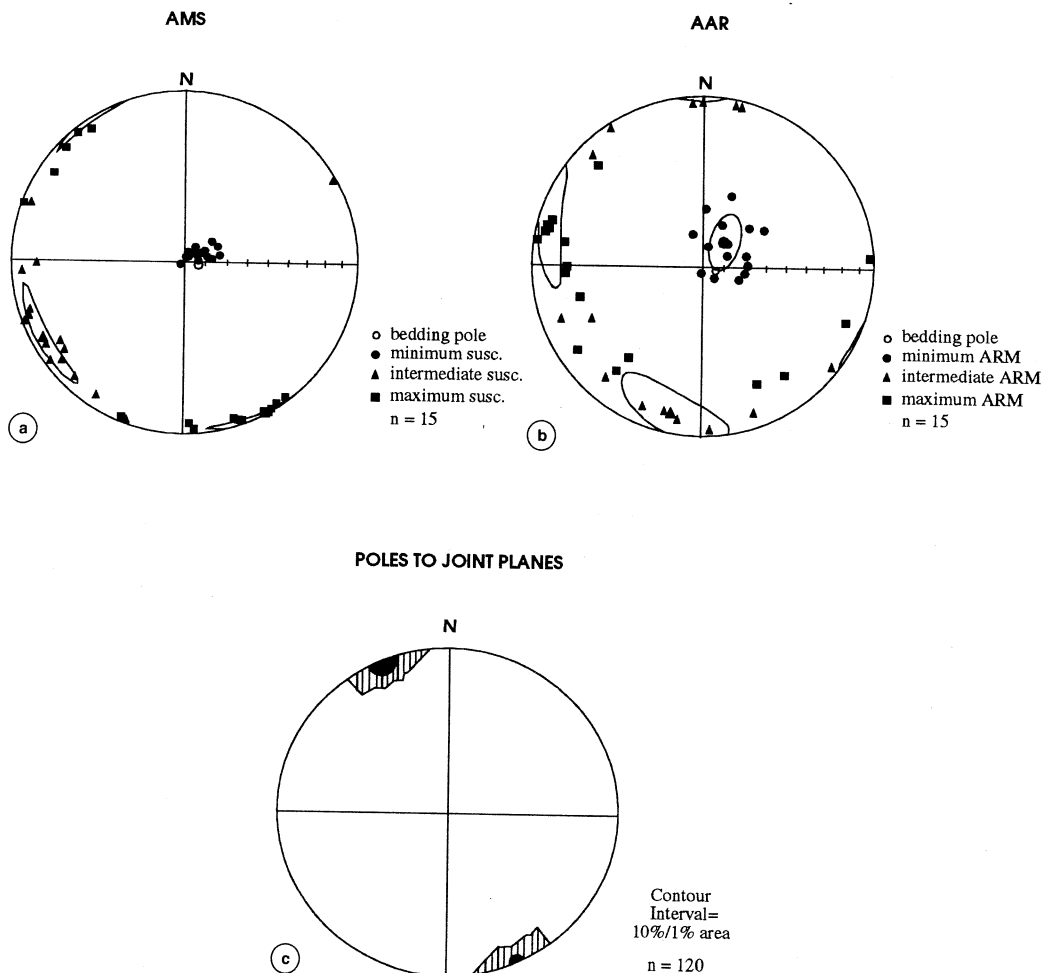 AMS
N
bedding pole
minimum susc.
intermediate susc.
maximum susc.
n = 15
a
AAR
N
bedding pole
minimum ARM
intermediate ARM
maximum ARM
n = 15
b
POLES TO JOINT PLANES
N
Contour
Interval=
10%/1% area
n = 120
c